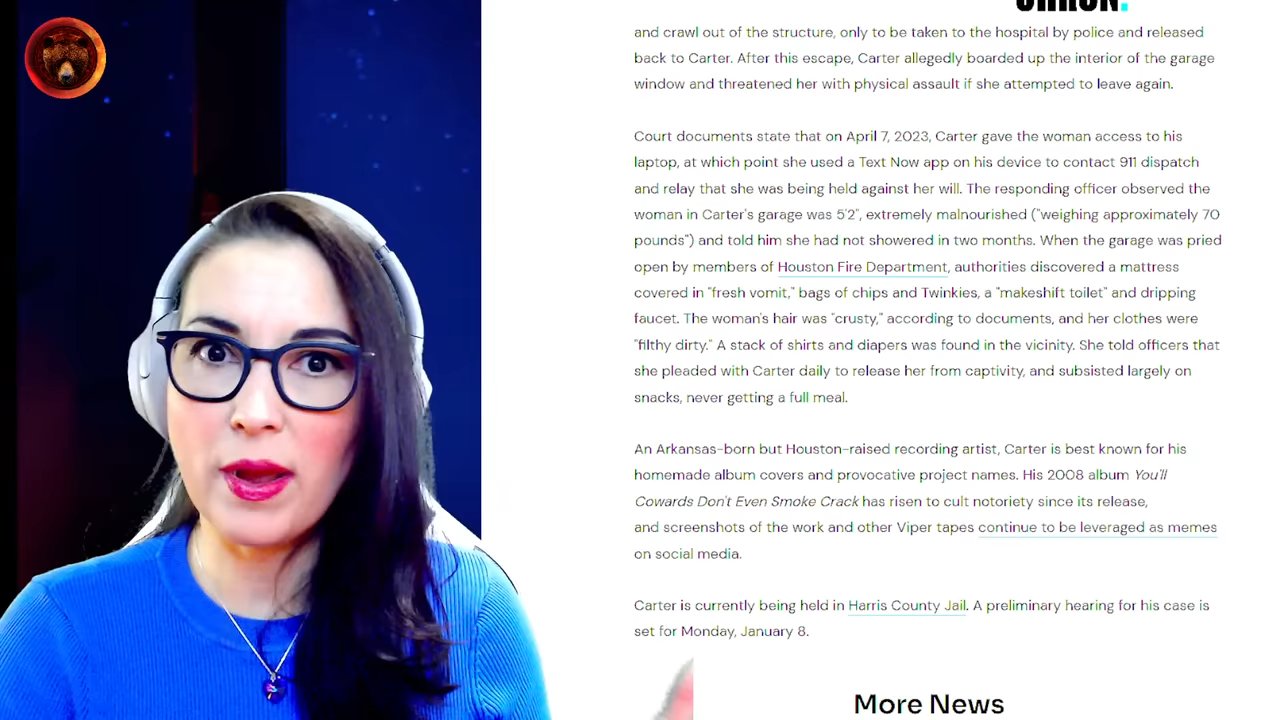 CHRON.
and crawl out of the structure, only to be taken to the hospital by police and released
back to Carter. After this escape, Carter allegedly boarded up the interior of the garage
window and threatened her with physical assault if she attempted to leave again.
Court documents state that on April 7, 2023, Carter gave the woman access to his
laptop, at which point she used a Text Now app on his device to contact 911 dispatch
and relay that she was being held against her will. The responding officer observed the
woman in Carter's garage was 5'2", extremely malnourished ("weighing approximately 70
pounds") and told him she had not showered in two months. When the garage was pried
open by members of Houston Fire Department, authorities discovered a mattress
covered in "fresh vomit," bags of chips and Twinkies, a "makeshift toilet" and dripping
faucet. The woman's hair was "crusty," according to documents, and her clothes were
"filthy dirty." A stack of shirts and diapers was found in the vicinity. She told officers that
she pleaded with Carter daily to release her from captivity, and subsisted largely on
snacks, never getting a full meal.
An Arkansas-born but Houston-raised recording artist, Carter is best known for his
homemade album covers and provocative project names. His 2008 album You'll
Cowards Don't Even Smoke Crack has risen to cult notoriety since its release,
and screenshots of the work and other Viper tapes continue to be leveraged as memes
on social media.
Carter is currently being held in Harris County Jail. A preliminary hearing for his case is
set for Monday, January 8.
More News